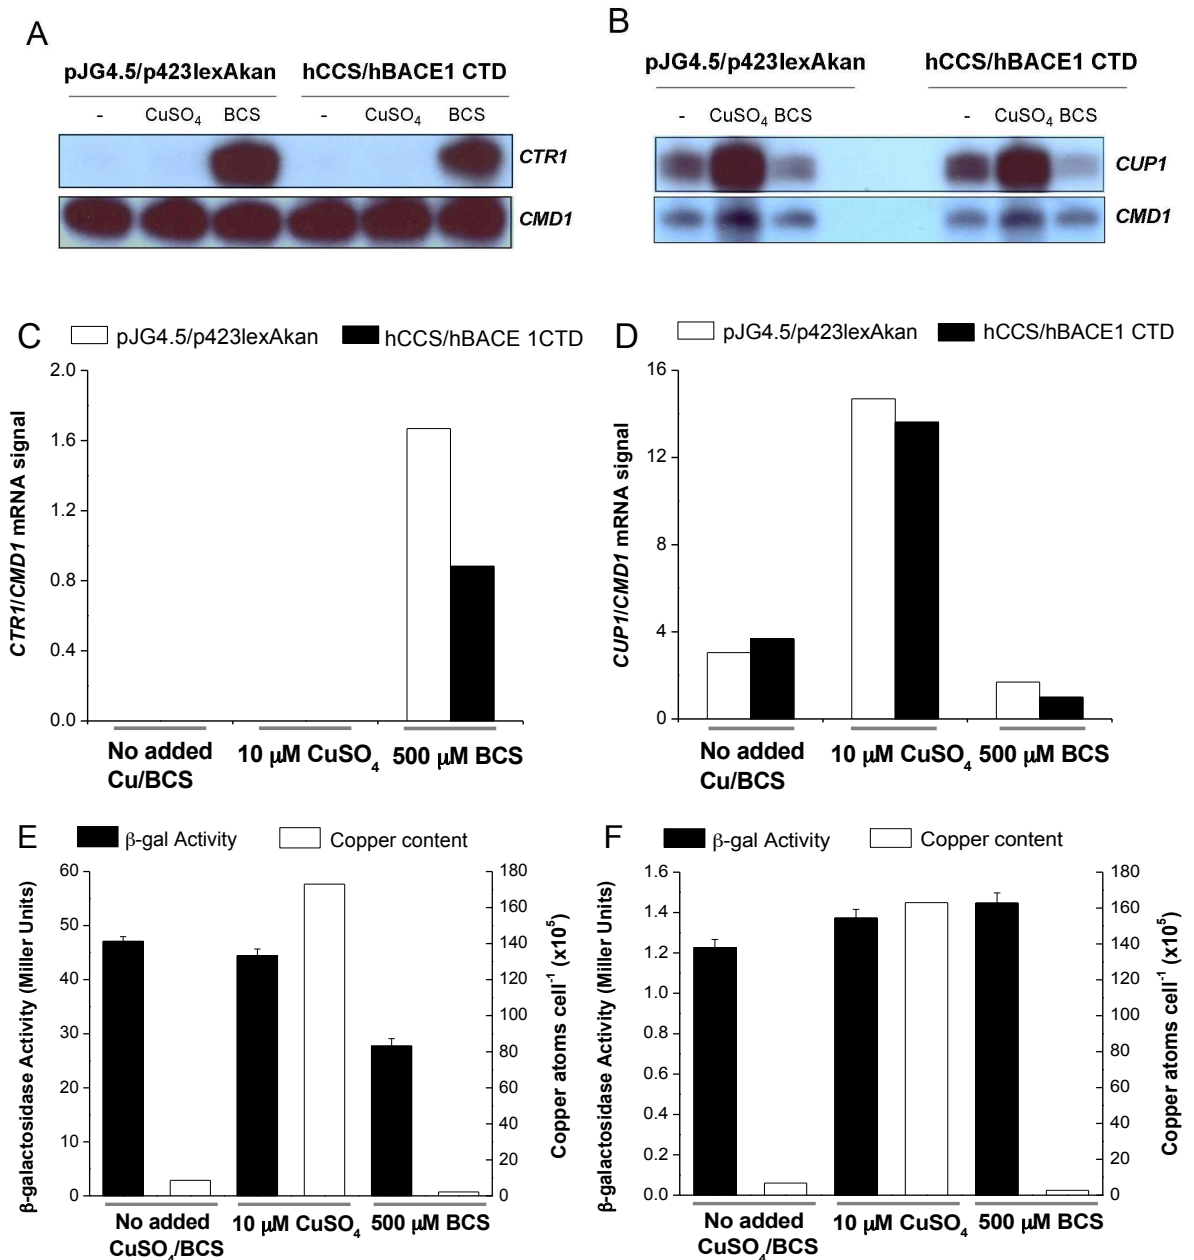 A
pJG4.5/p423lexAkan hCCS/hBACE1 CTD
- CuSO4 BCS - CuSO4 BCS
CTR1
CMD1
B
pJG4.5/p423lexAkan hCCS/hBACE1 CTD
- CuSO4 BCS - CuSO4 BCS
CUP1
CMD1
C
pJG4.5/p423lexAkan hCCS/hBACE 1CTD
CTR1/CMD1 mRNA signal
2.0
1.6
1.2
0.8
0.4
0.0
No added Cu/BCS
10 μM CuSO4
500 μM BCS
D
pJG4.5/p423lexAkan hCCS/hBACE1 CTD
CUP1/CMD1 mRNA signal
16
12
8
4
0
No added Cu/BCS
10 μM CuSO4
500 μM BCS
E
β-gal Activity Copper content
β-galactosidase Activity (Miller Units)
60
50
40
30
20
10
0
180
160
140
120
100
80
60
40
20
0
Copper atoms cell-1 (x10^5)
No added CuSO4/BCS
10 μM CuSO4
500 μM BCS
F
β-gal Activity Copper content
β-galactosidase Activity (Miller Units)
1.6
1.4
1.2
1.0
0.8
0.6
0.4
0.2
0.0
180
160
140
120
100
80
60
40
20
0
Copper atoms cell-1 (x10^5)
No added CuSO4/BCS
10 μM CuSO4
500 μM BCS